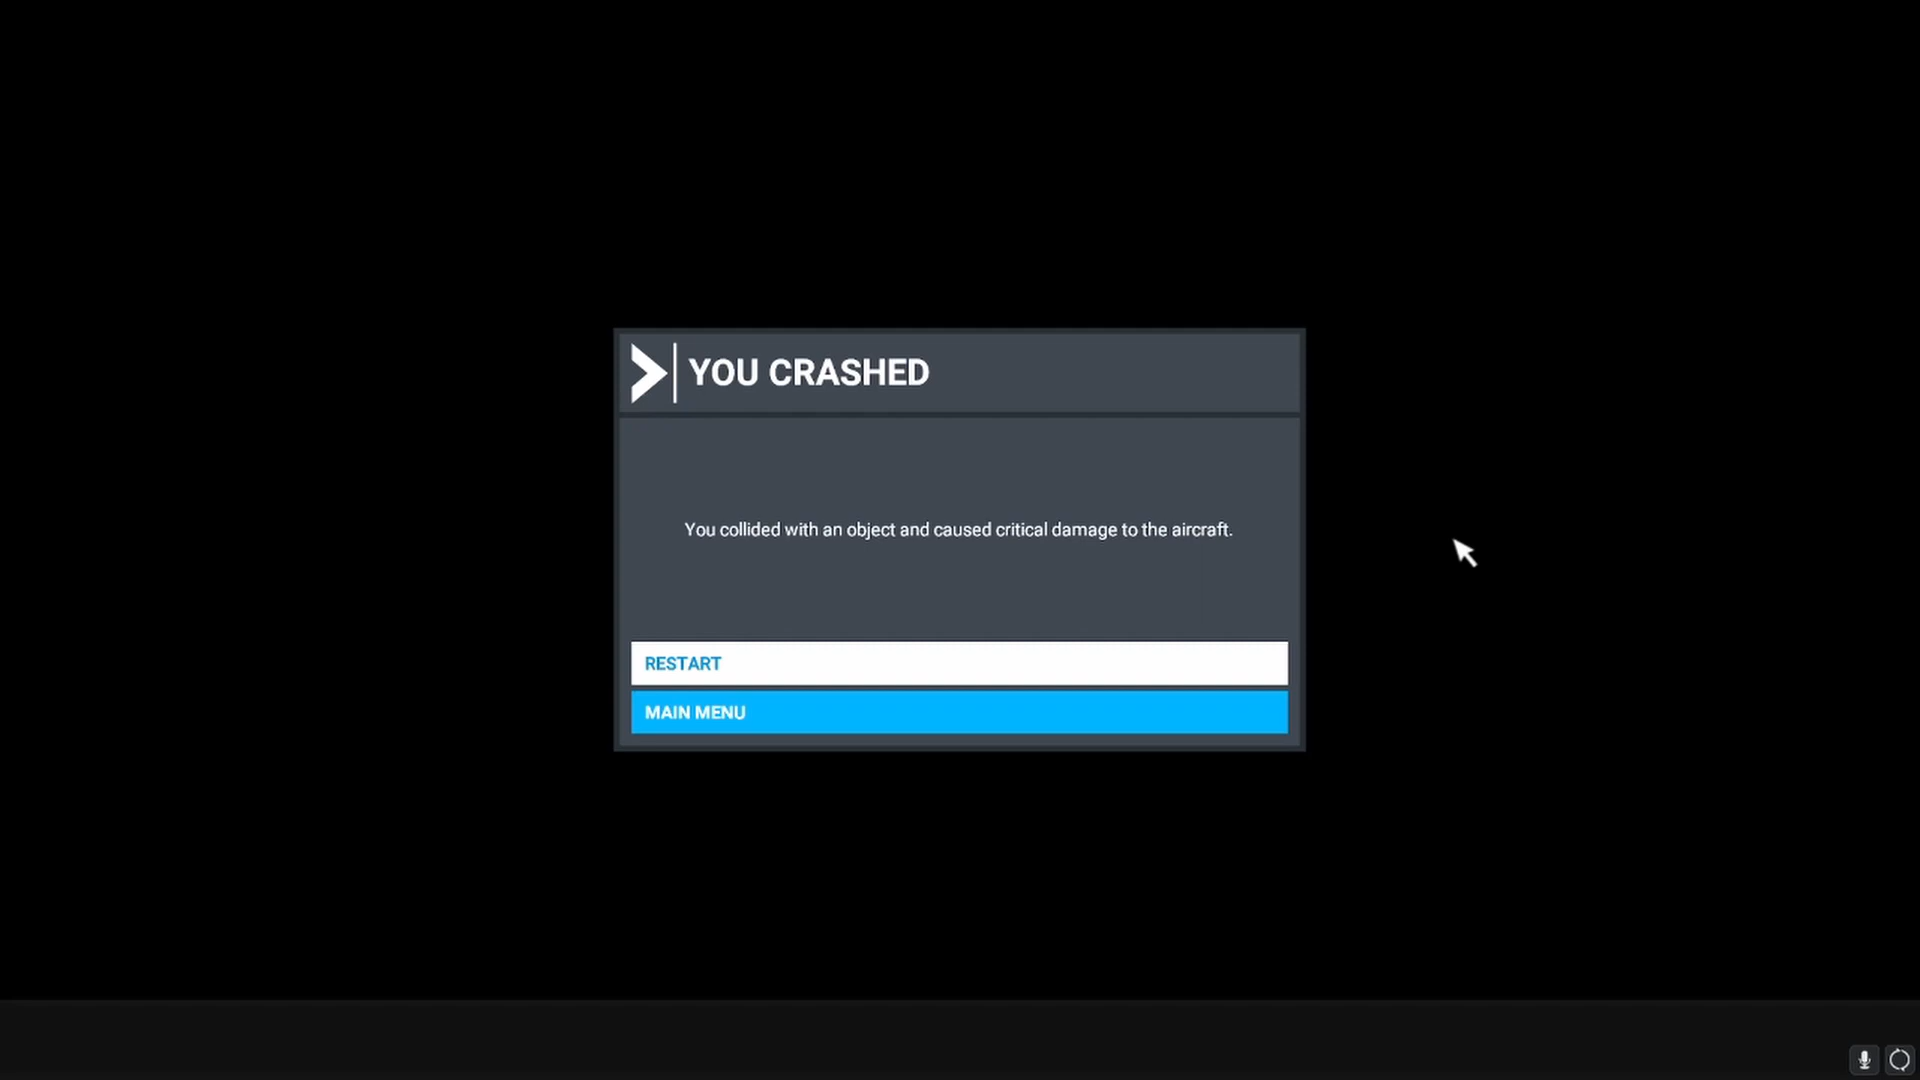 YOU CRASHED
You collided with an object and caused critical damage to the aircraft.
RESTART
MAIN MENU